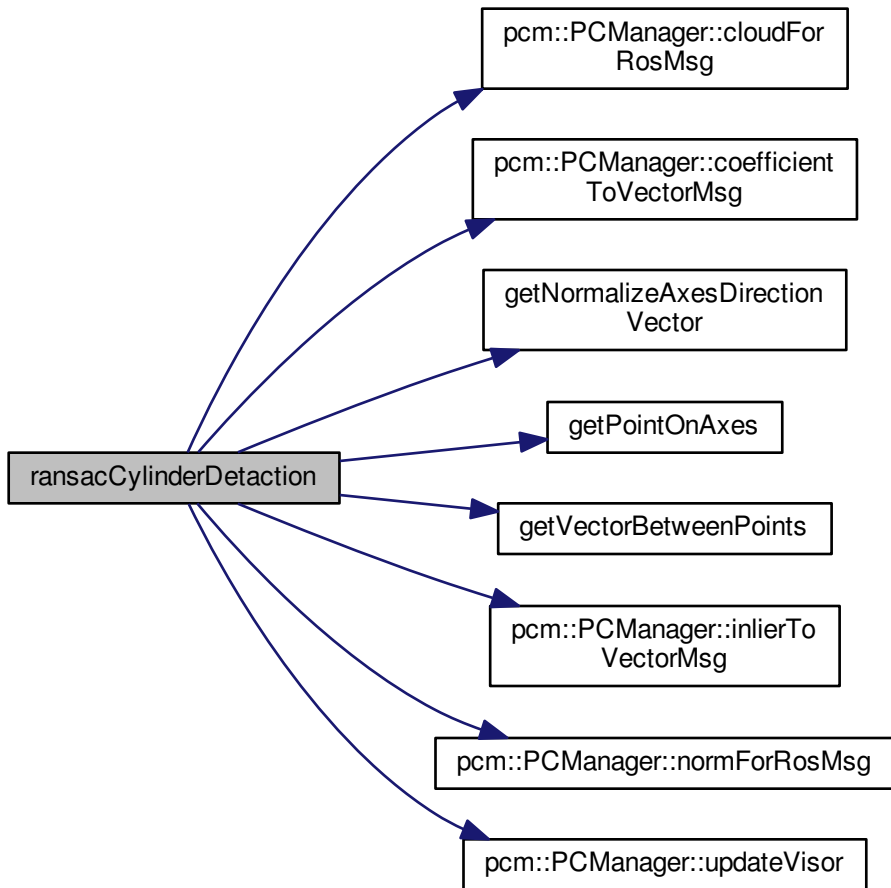 pcm::PCManager::cloudFor
RosMsg
pcm::PCManager::coefficient
ToVectorMsg
getNormalizeAxesDirection
Vector
getPointOnAxes
ransacCylinderDetaction
getVectorBetweenPoints
pcm::PCManager::inlierTo
VectorMsg
pcm::PCManager::normForRosMsg
pcm::PCManager::updateVisor